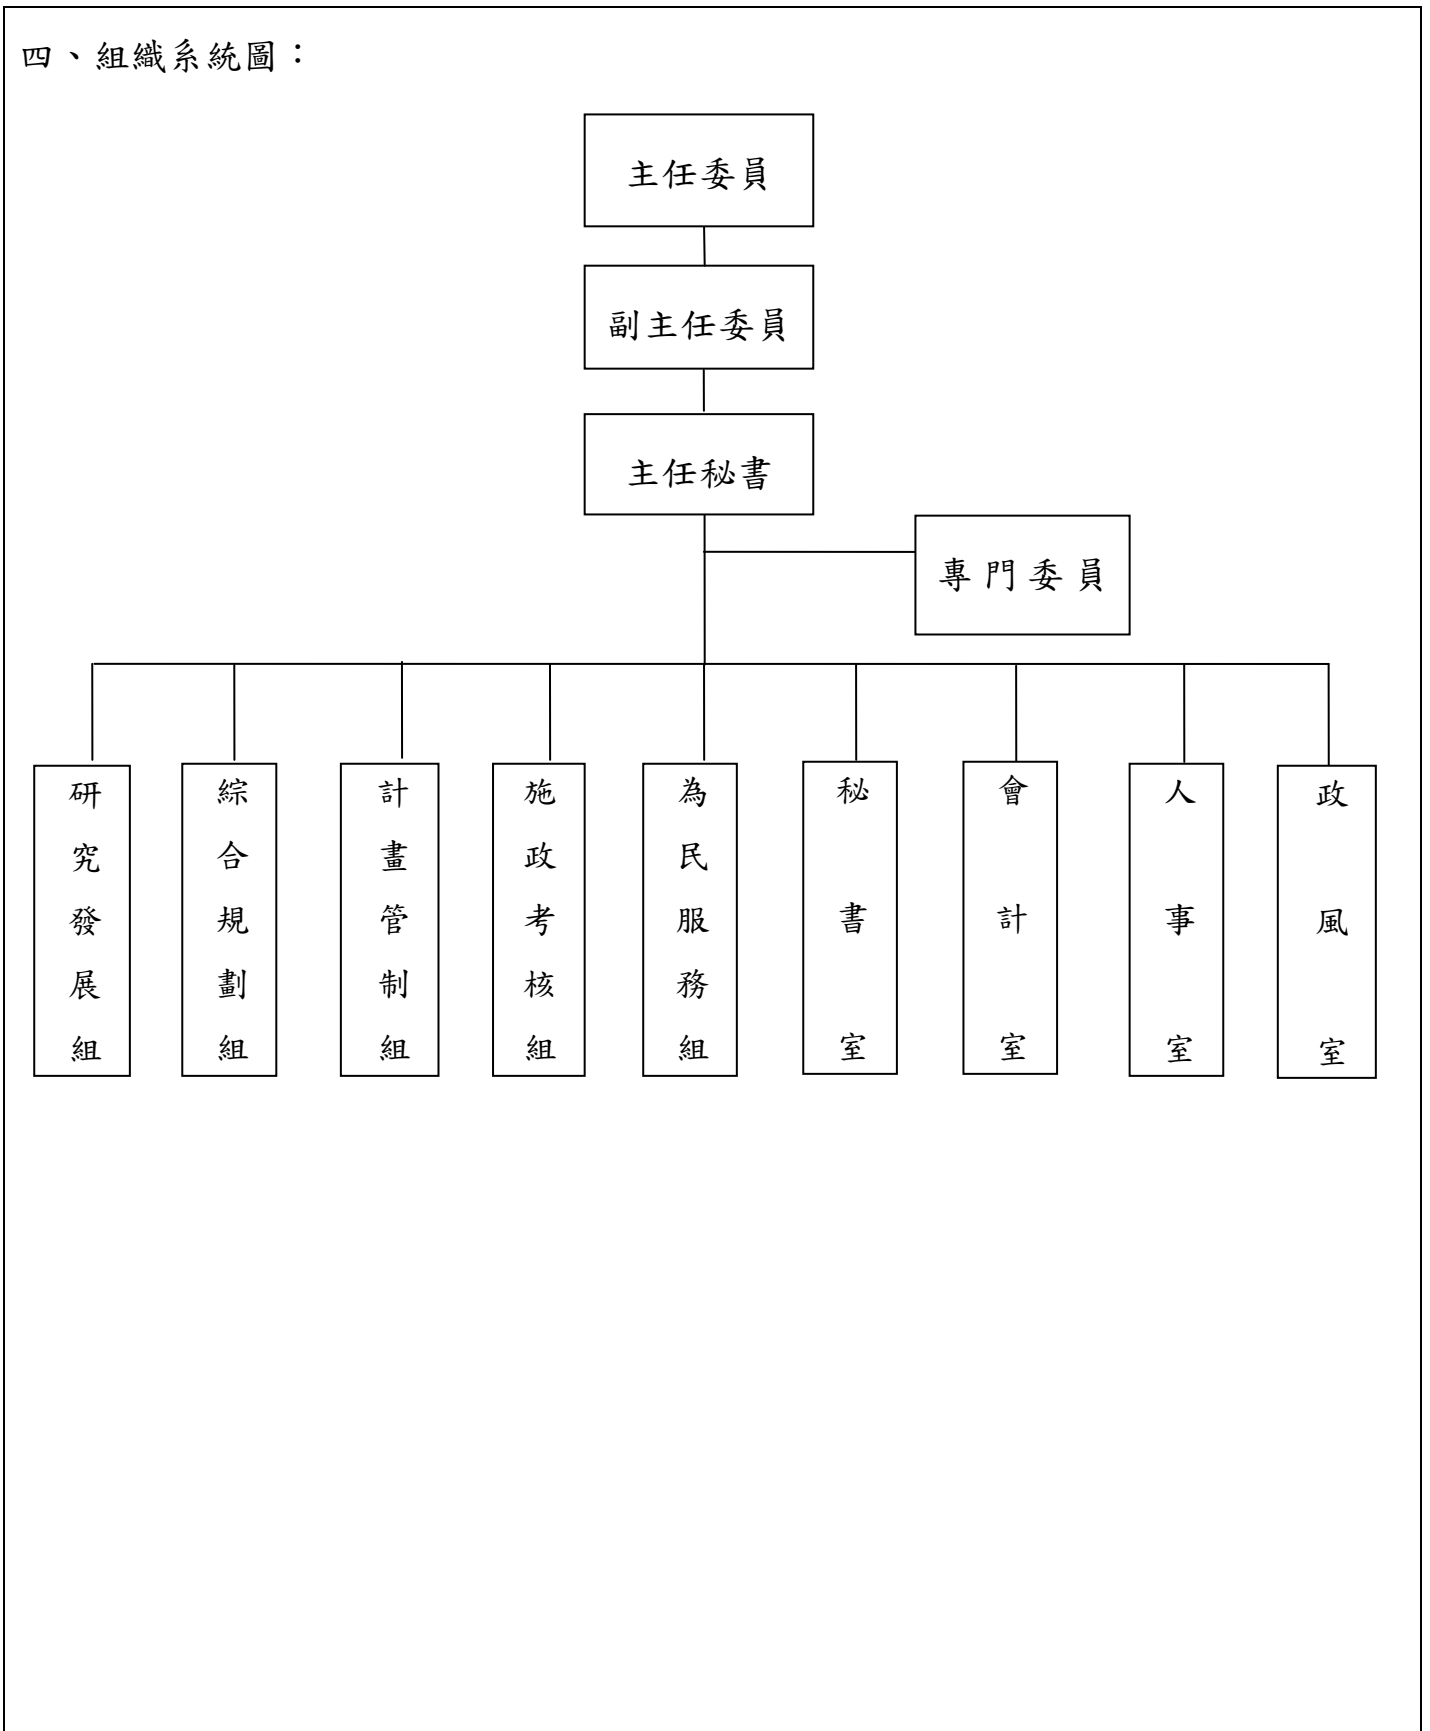 四、組織系統圖：
主任委員
副主任委員
主任秘書
專門委員
研究發展組
綜合規劃組
計畫管制組
施政考核組
為民服務組
秘書室
會計室
人事室
政風室